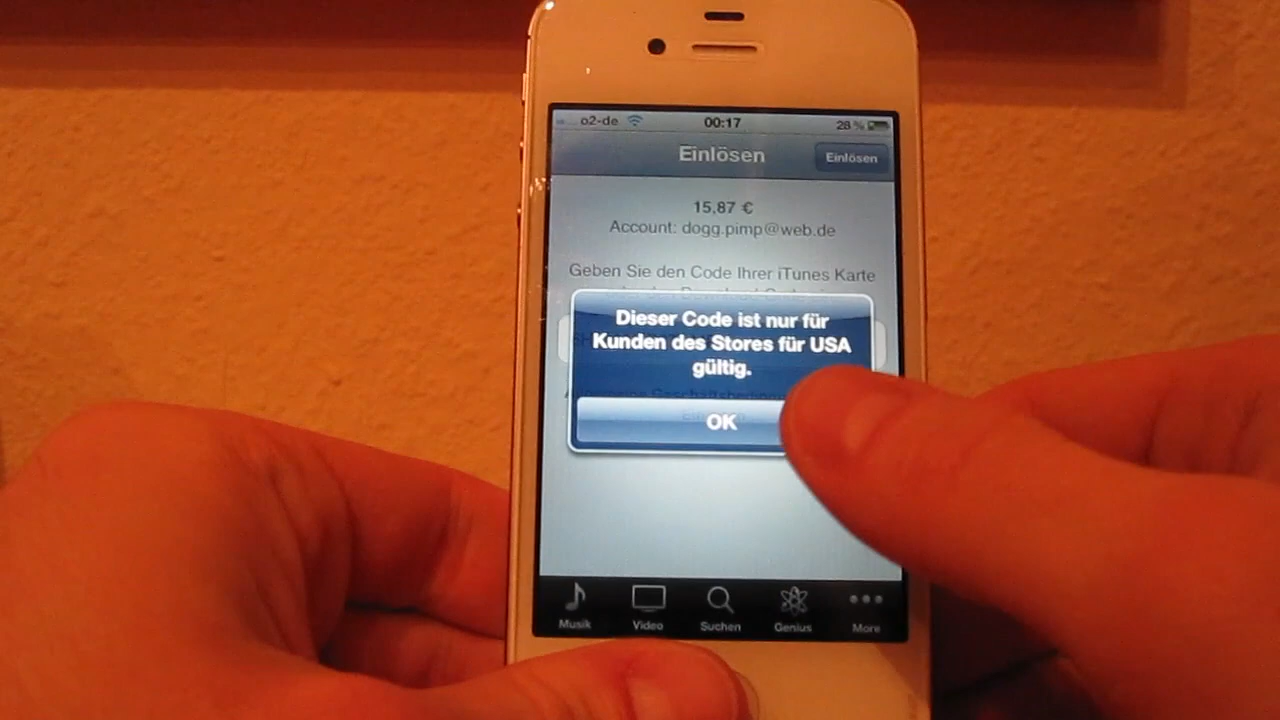 o2-de 00:17 28 %
Einlösen Einlösen
15,87 €
Account: dogg.pimp@web.de
Geben Sie den Code Ihrer iTunes Karte
Dieser Code ist nur für
Kunden des Stores für USA
gültig.
OK
Musik Video Suchen Genius More